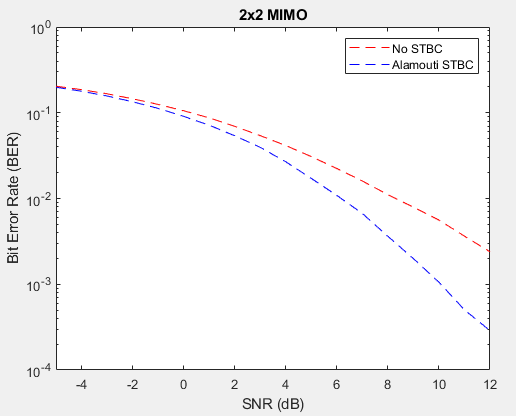 2x2 MIMO
No STBC
Alamouti STBC
Bit Error Rate (BER)
10^0
10^-1
10^-2
10^-3
10^-4
-4 -2 0 2 4 6 8 10 12
SNR (dB)